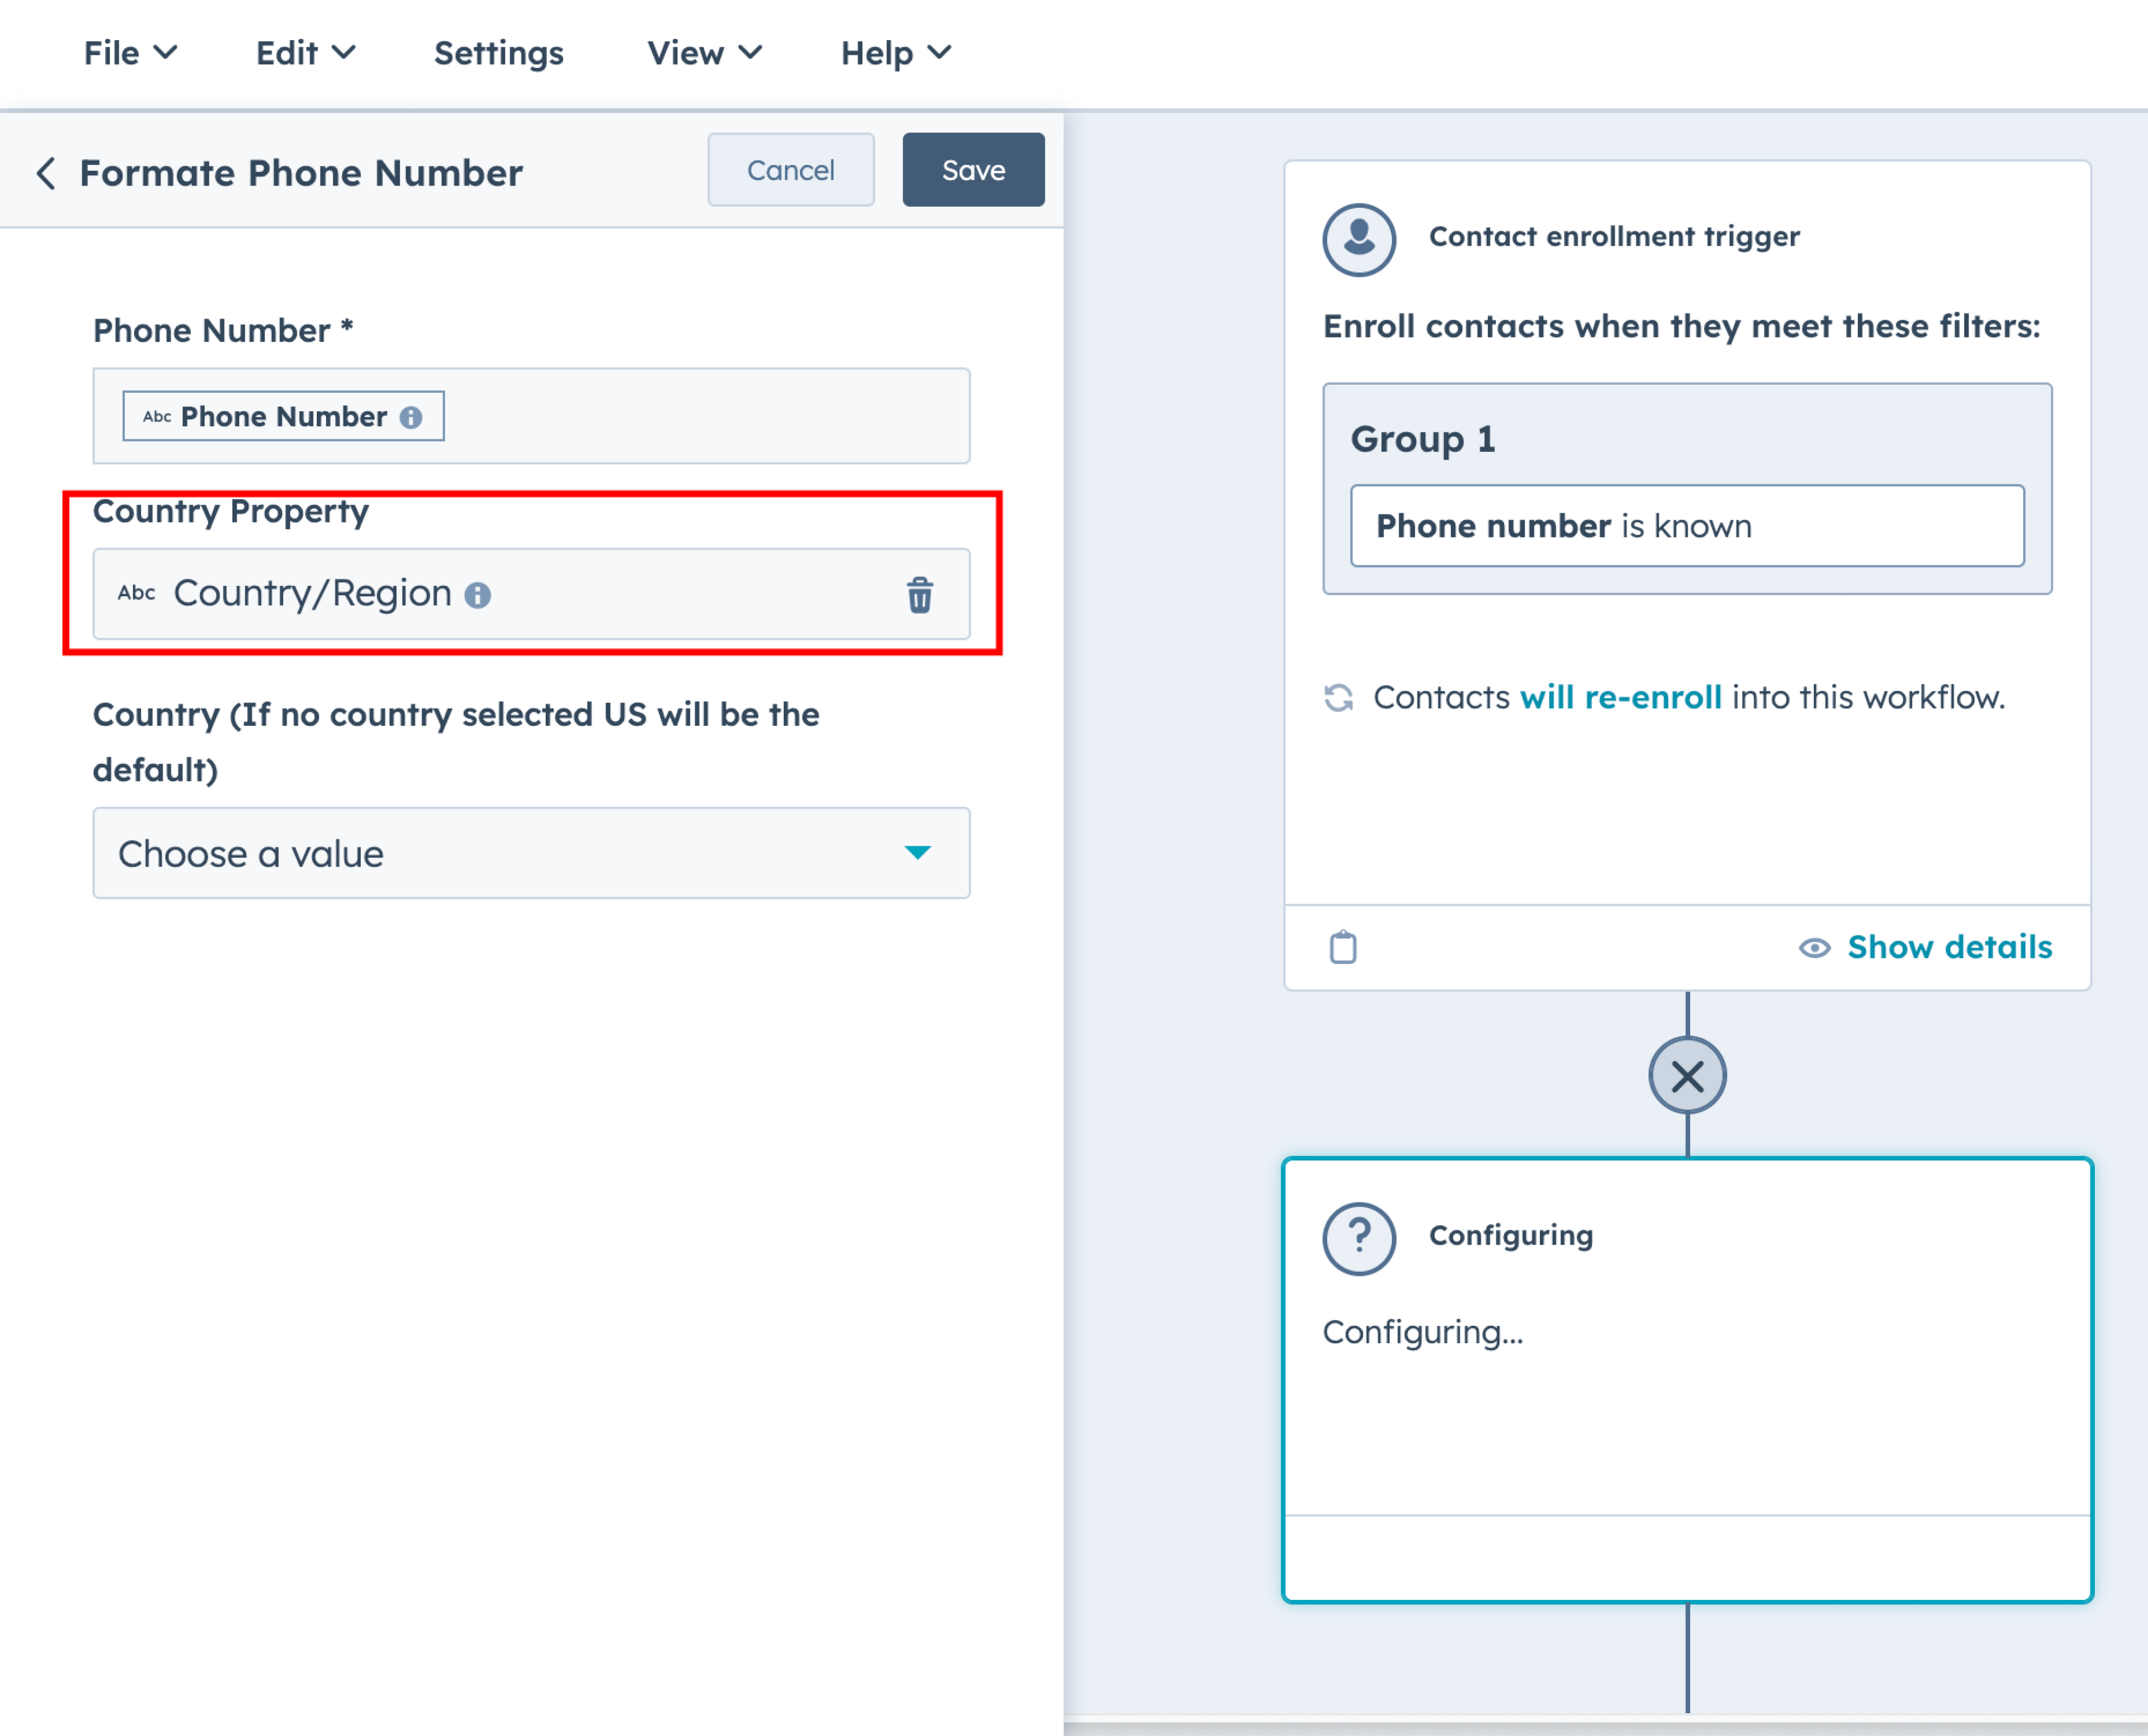 File Edit Settings View Help
Formate Phone Number Cancel Save
Phone Number *
Abc Phone Number
Country Property
Abc Country/Region
Country (If no country selected US will be the
default)
Choose a value
Contact enrollment trigger
Enroll contacts when they meet these filters:
Group 1
Phone number is known
Contacts will re-enroll into this workflow.
Show details
Configuring
Configuring...